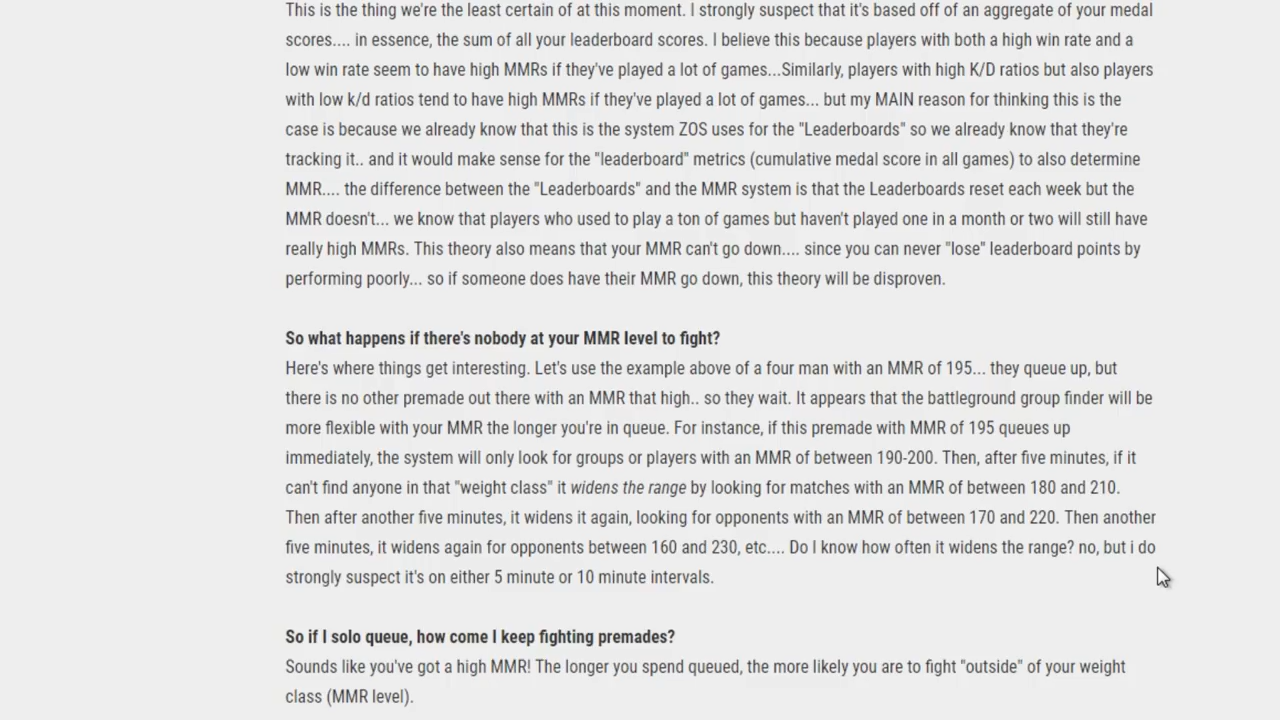 This is the thing we're the least certain of at this moment. I strongly suspect that it's based off of an aggregate of your medal
scores.... in essence, the sum of all your leaderboard scores. I believe this because players with both a high win rate and a
low win rate seem to have high MMRs if they've played a lot of games...Similarly, players with high K/D ratios but also players
with low k/d ratios tend to have high MMRs if they've played a lot of games... but my MAIN reason for thinking this is the
case is because we already know that this is the system ZOS uses for the "Leaderboards" so we already know that they're
tracking it.. and it would make sense for the "leaderboard" metrics (cumulative medal score in all games) to also determine
MMR.... the difference between the "Leaderboards" and the MMR system is that the Leaderboards reset each week but the
MMR doesn't... we know that players who used to play a ton of games but haven't played one in a month or two will still have
really high MMRs. This theory also means that your MMR can't go down.... since you can never "lose" leaderboard points by
performing poorly... so if someone does have their MMR go down, this theory will be disproven.
So what happens if there's nobody at your MMR level to fight?
Here's where things get interesting. Let's use the example above of a four man with an MMR of 195... they queue up, but
there is no other premade out there with an MMR that high.. so they wait. It appears that the battleground group finder will be
more flexible with your MMR the longer you're in queue. For instance, if this premade with MMR of 195 queues up
immediately, the system will only look for groups or players with an MMR of between 190-200. Then, after five minutes, if it
can't find anyone in that "weight class" it widens the range by looking for matches with an MMR of between 180 and 210.
Then after another five minutes, it widens it again, looking for opponents with an MMR of between 170 and 220. Then another
five minutes, it widens again for opponents between 160 and 230, etc.... Do I know how often it widens the range? no, but i do
strongly suspect it's on either 5 minute or 10 minute intervals.
So if I solo queue, how come I keep fighting premades?
Sounds like you've got a high MMR! The longer you spend queued, the more likely you are to fight "outside" of your weight
class (MMR level).